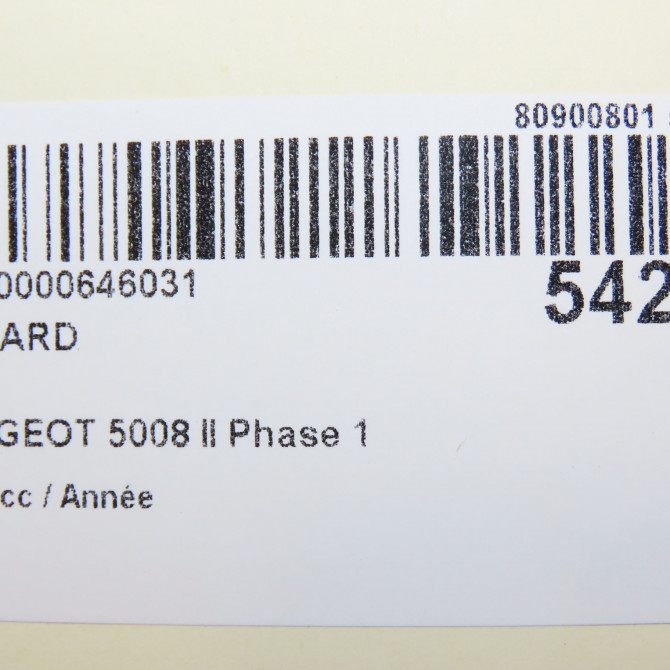 80900801
0000646031
542
ARD
GEOT 5008 II Phase 1
cc / Année